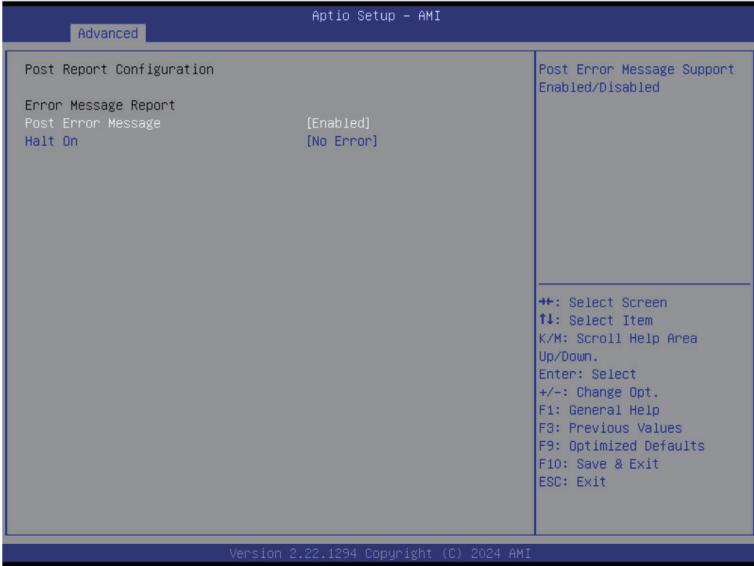 Aptio Setup – AMI
Advanced
Post Report Configuration
Error Message Report
Post Error Message [Enabled]
Halt On [No Error]
Post Error Message Support
Enabled/Disabled
→←: Select Screen
↑↓: Select Item
K/M: Scroll Help Area
Up/Down.
Enter: Select
+/-: Change Opt.
F1: General Help
F3: Previous Values
F9: Optimized Defaults
F10: Save & Exit
ESC: Exit
Version 2.22.1294 Copyright (C) 2024 AMI